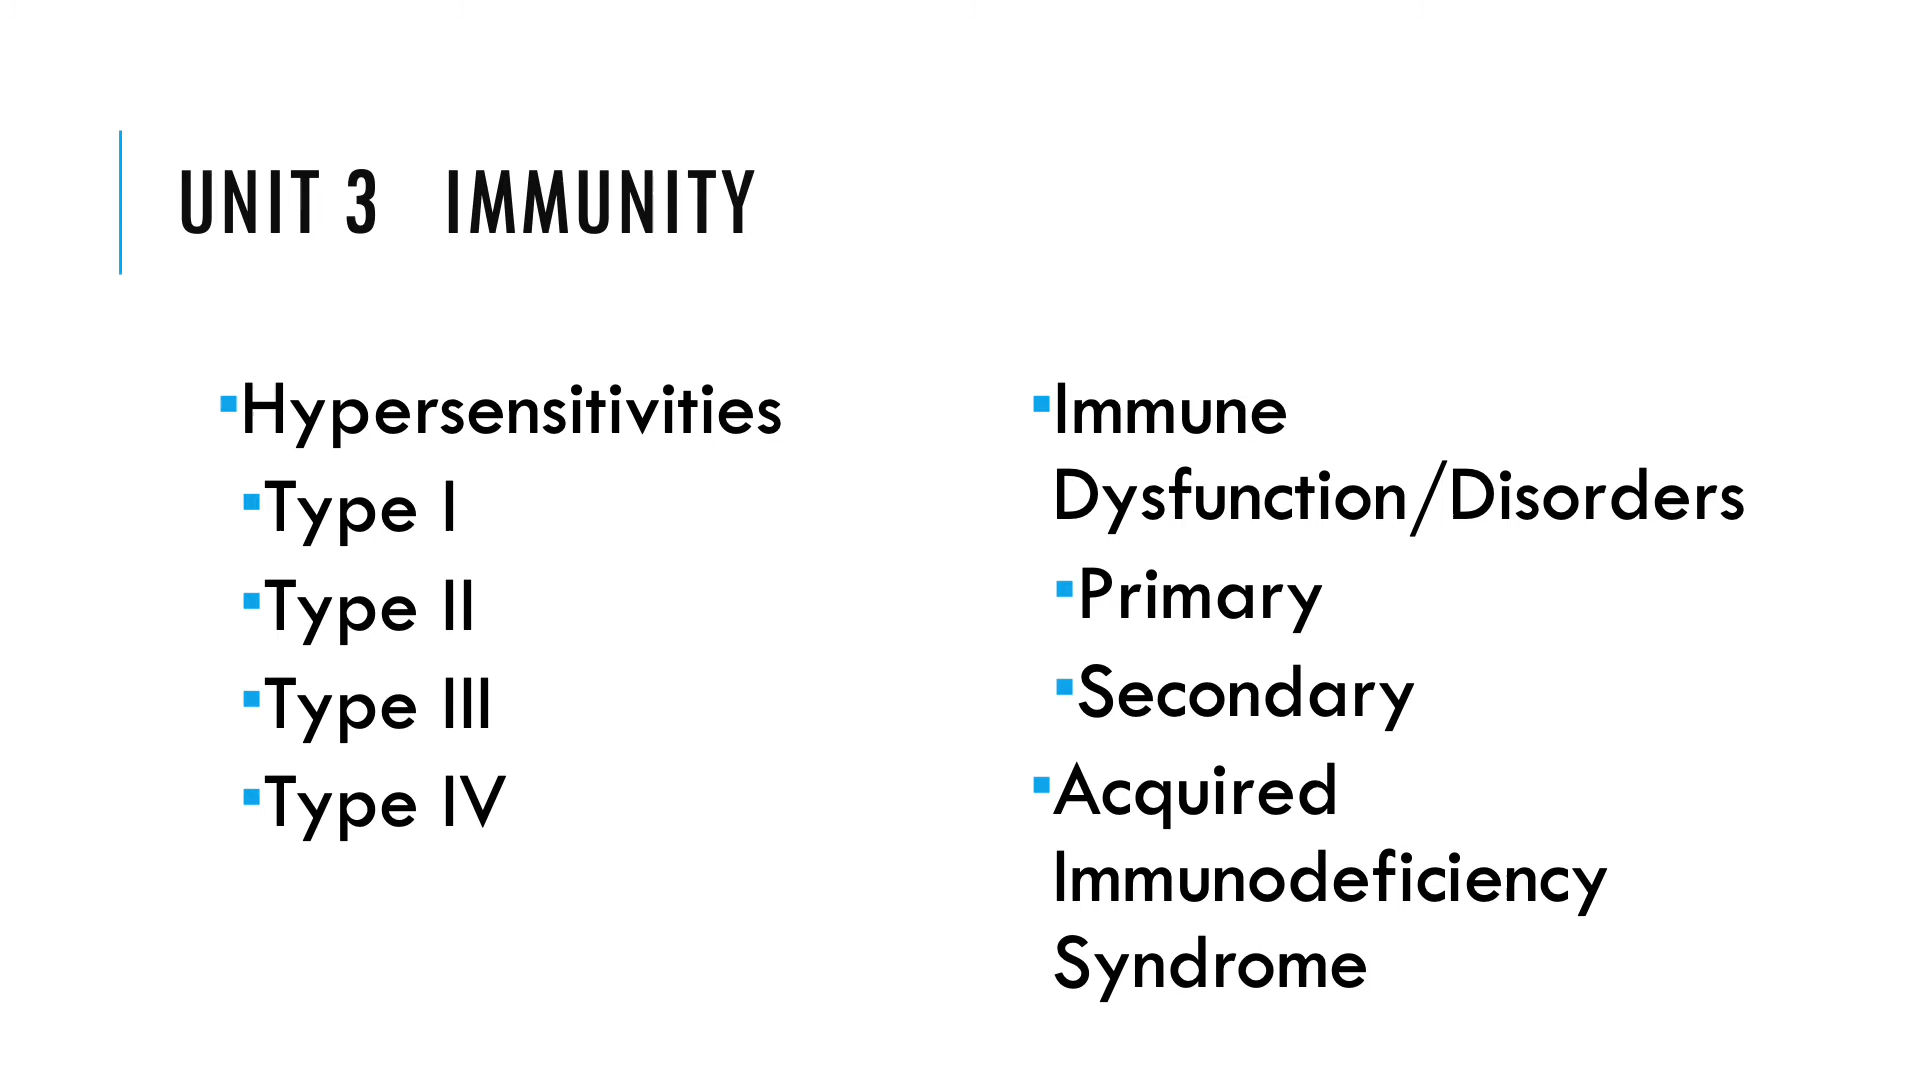 UNIT 3 IMMUNITY
▪Hypersensitivities
▪Type I
▪Type II
▪Type III
▪Type IV
▪Immune
Dysfunction/Disorders
▪Primary
▪Secondary
▪Acquired
Immunodeficiency
Syndrome